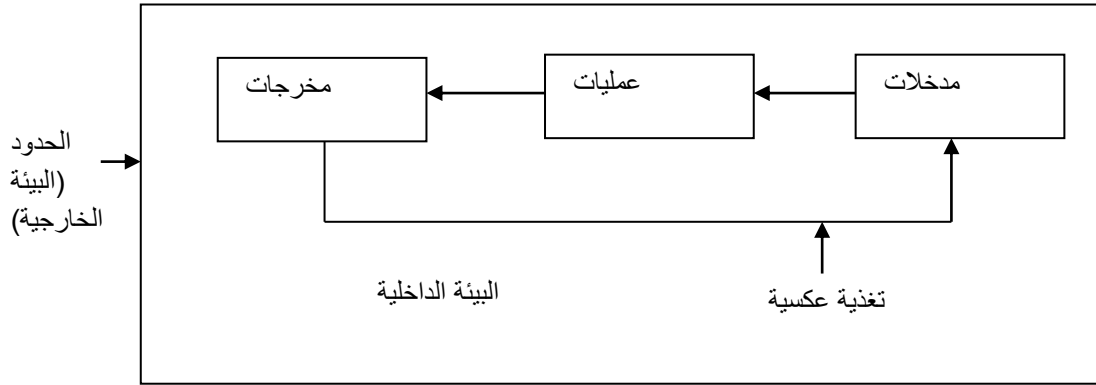 مدخلات
عمليات
مخرجات
الحدود
(البيئة
الخارجية)
تغذية عكسية
البيئة الداخلية